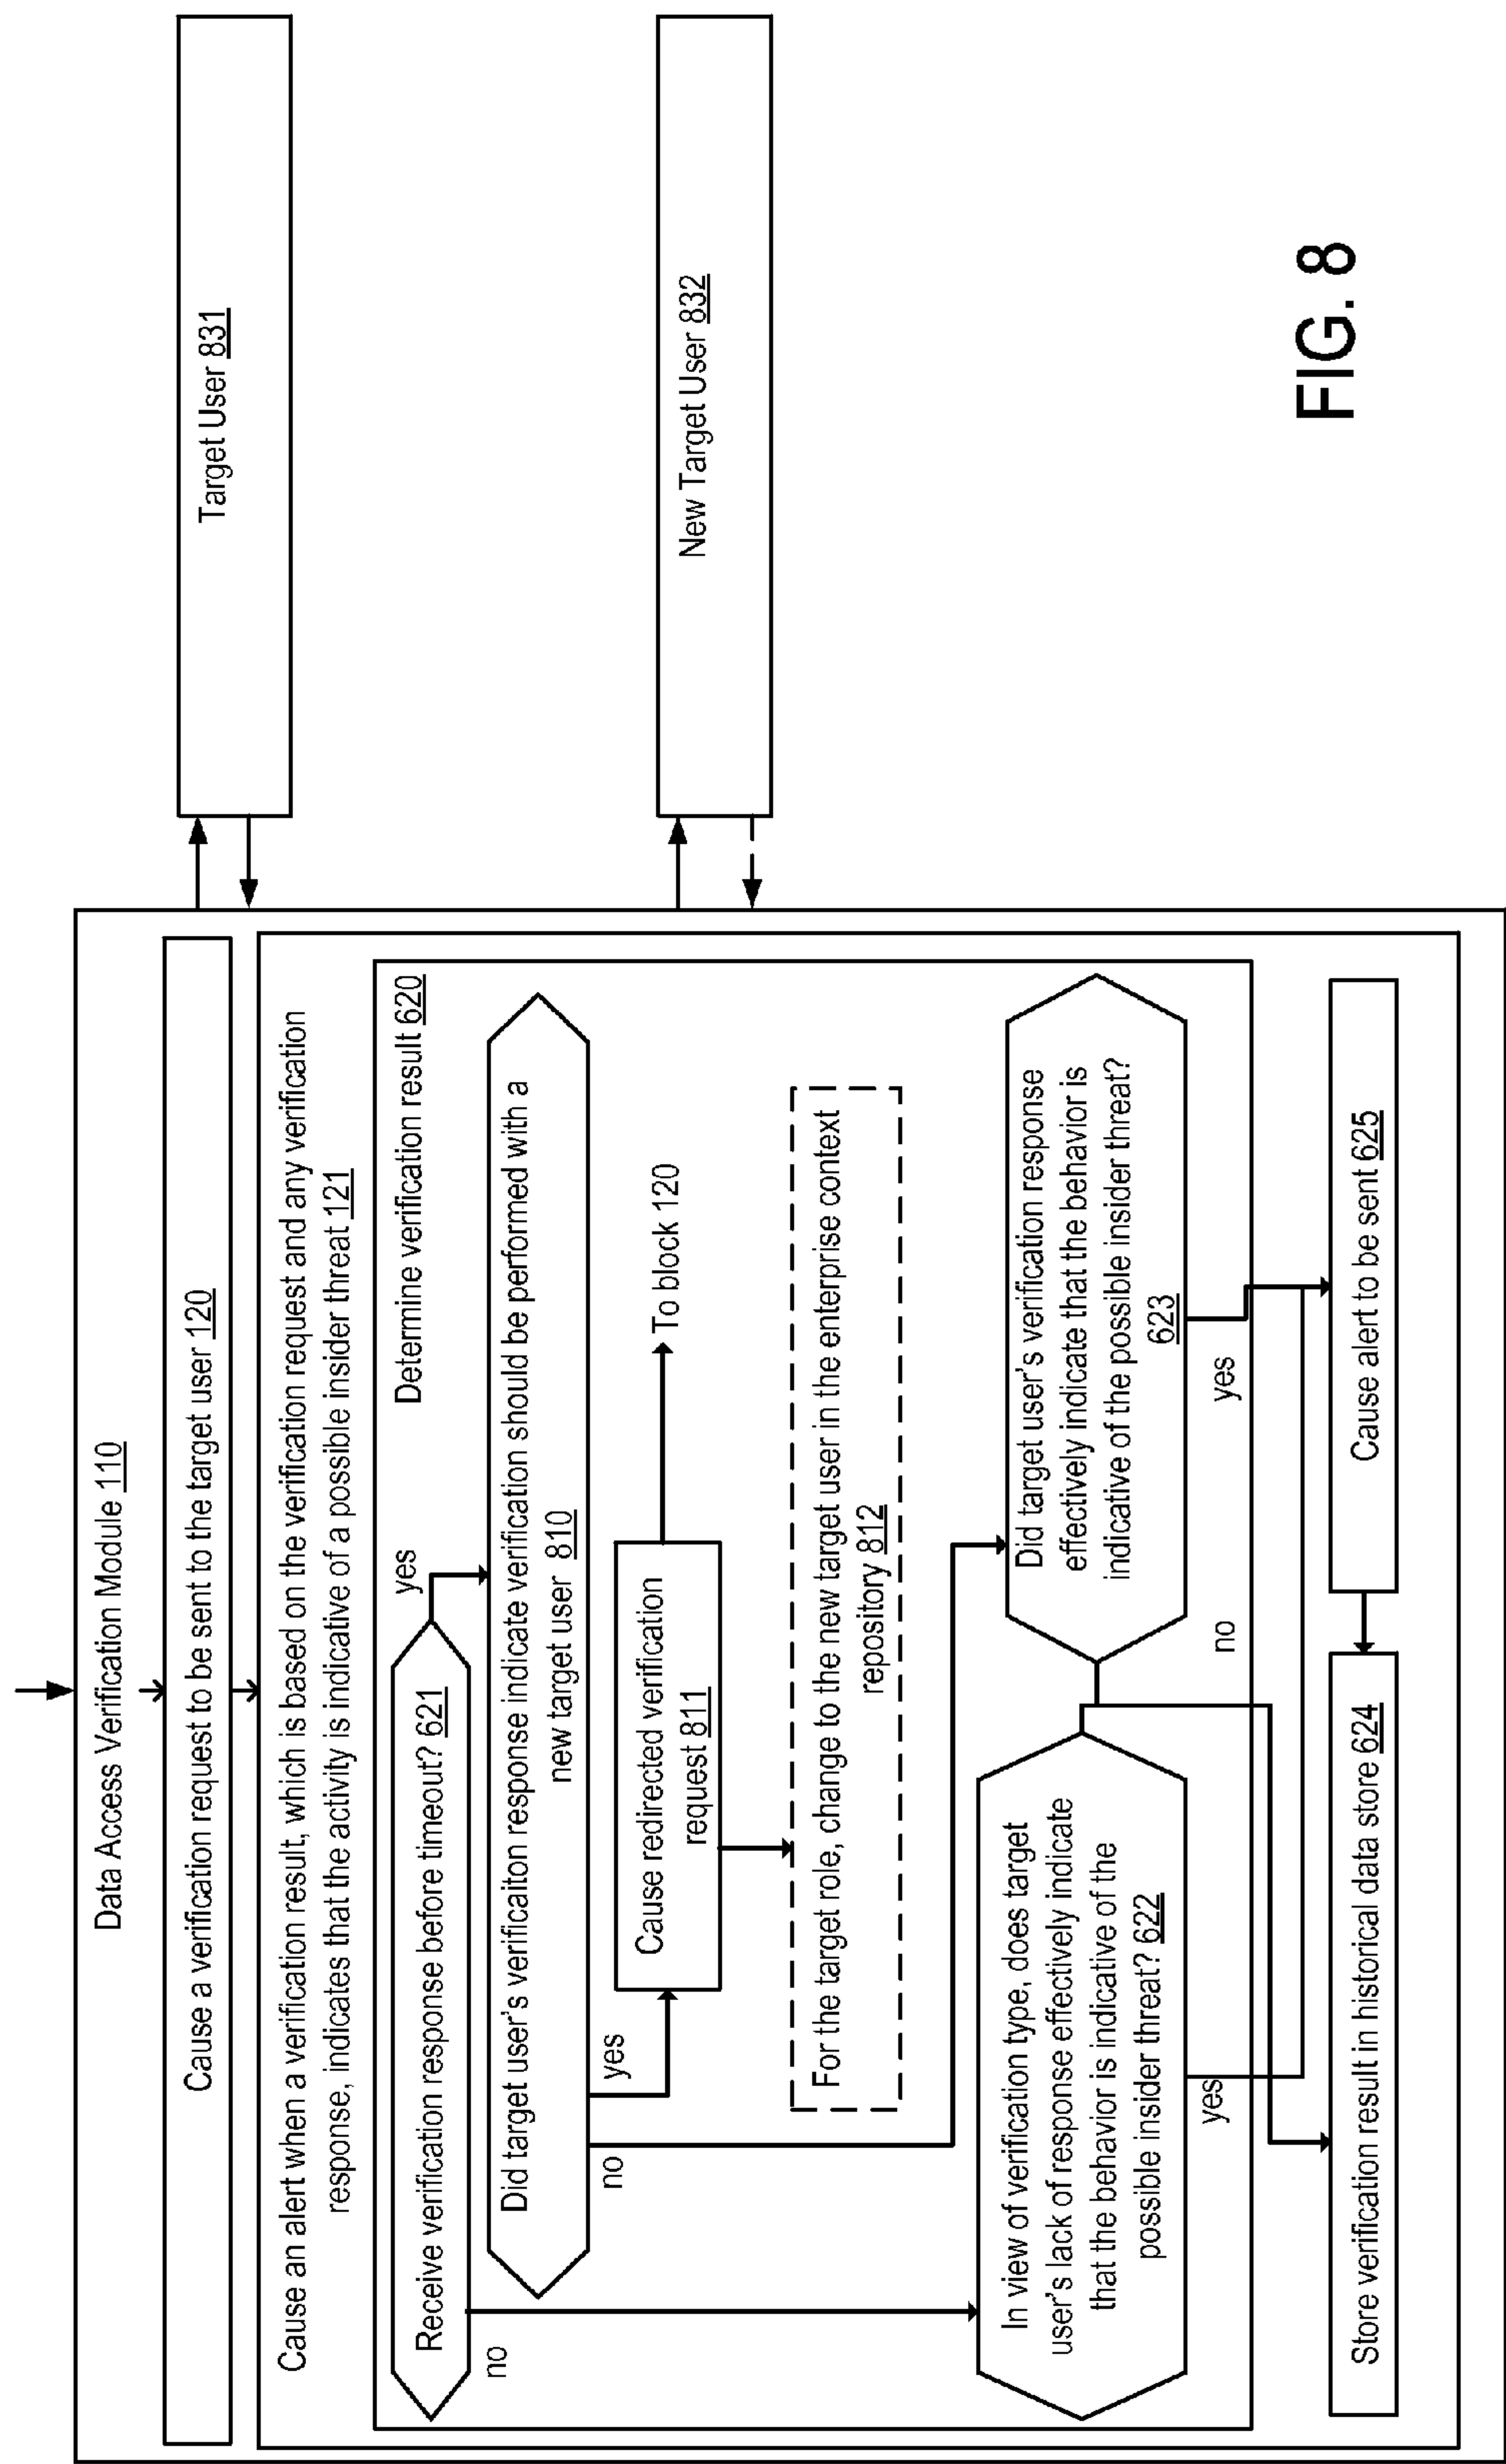 Data Access Verification Module 110
Cause a verification request to be sent to the target user 120
Cause an alert when a verification result, which is based on the verification request and any verification
response, indicates that the activity is indicative of a possible insider threat 121
Determine verification result 620
Receive verification response before timeout? 621
yes
no
Did target user's verificaiton response indicate verification should be performed with a
new target user 810
yes
no
Cause redirected verification
request 811
To block 120
For the target role, change to the new target user in the enterprise context
repository 812
In view of verification type, does target
user's lack of response effectively indicate
that the behavior is indicative of the
possible insider threat? 622
yes
Did target user's verification response
effectively indicate that the behavior is
indicative of the possible insider threat?
623
no
yes
Store verification result in historical data store 624
Cause alert to be sent 625
Target User 831
New Target User 832
FIG. 8